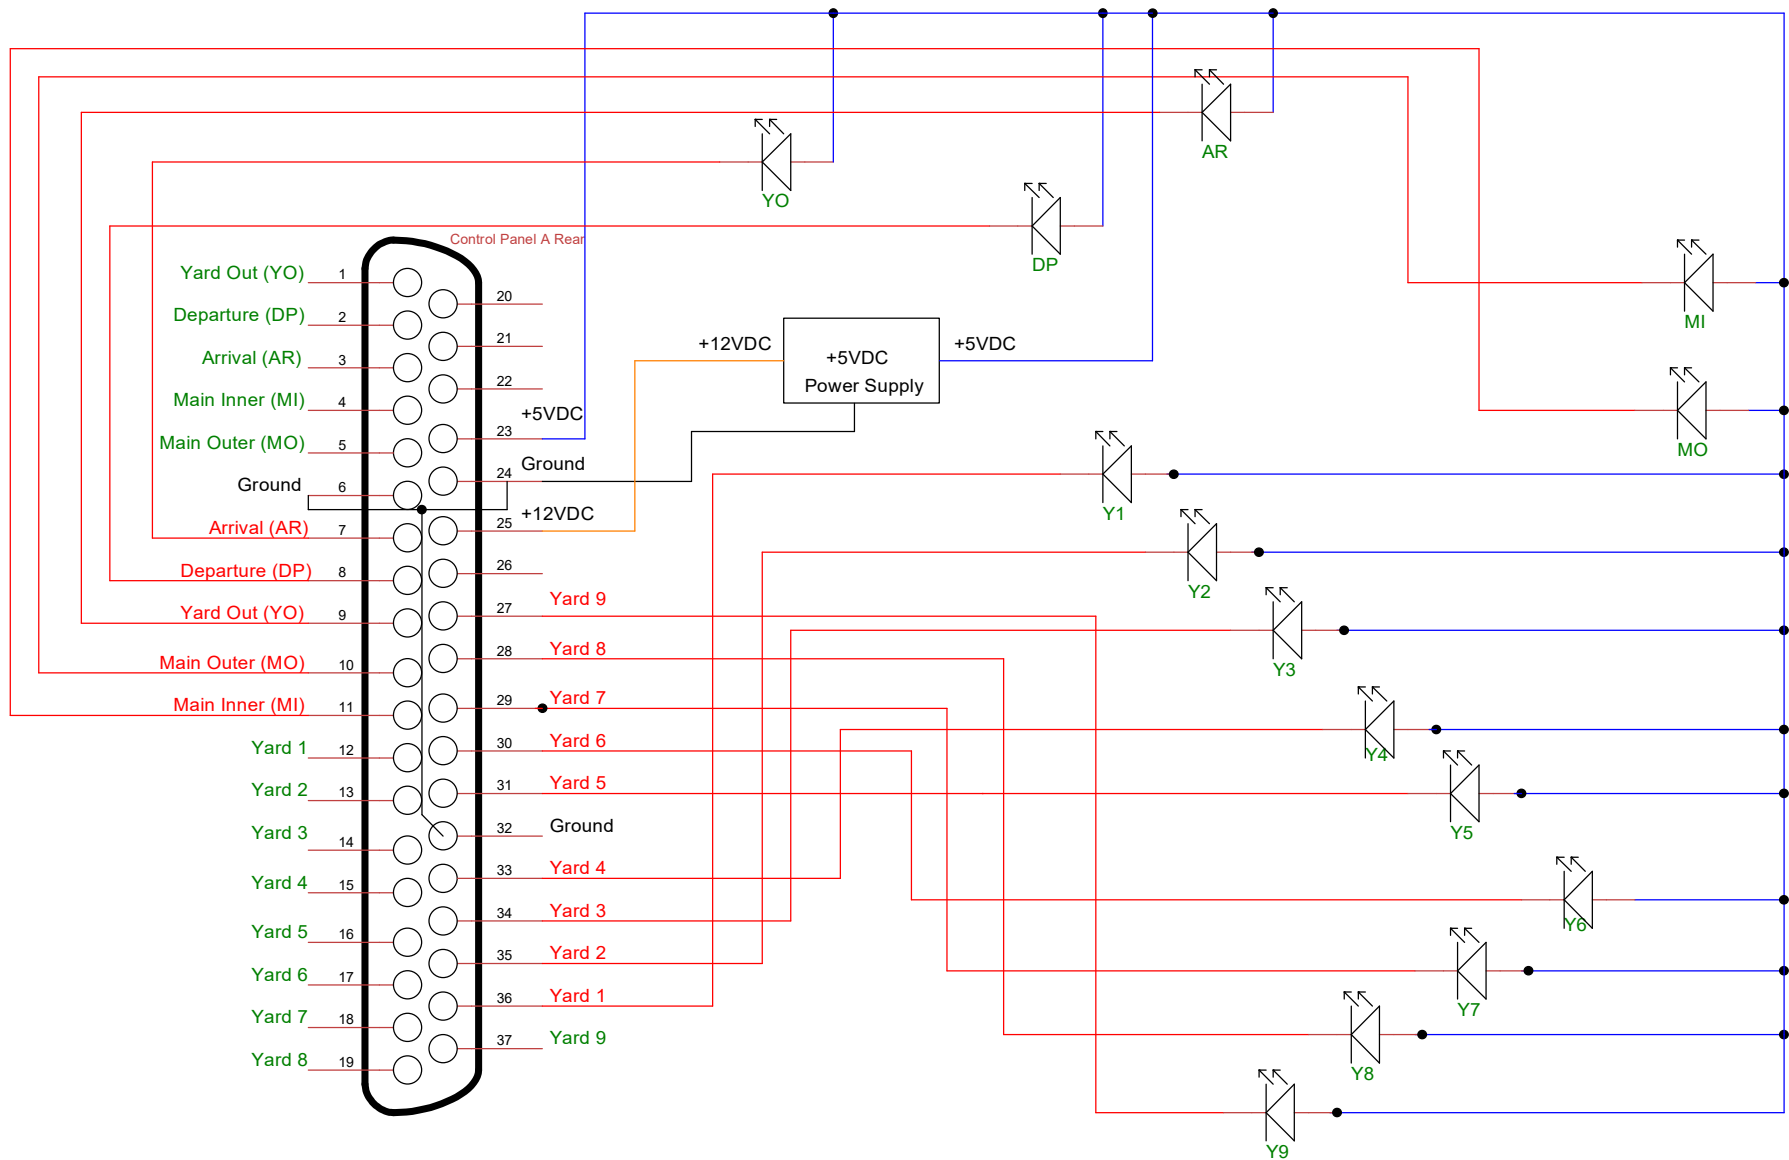 Control Panel A Rear
Yard Out (YO) 1
Departure (DP) 2
Arrival (AR) 3
Main Inner (MI) 4
Main Outer (MO) 5
Ground 6
Arrival (AR) 7
Departure (DP) 8
Yard Out (YO) 9
Main Outer (MO) 10
Main Inner (MI) 11
Yard 1 12
Yard 2 13
Yard 3 14
Yard 4 15
Yard 5 16
Yard 6 17
Yard 7 18
Yard 8 19
20
21
22
23 +5VDC
24 Ground
25 +12VDC
26
27 Yard 9
28 Yard 8
29 Yard 7
30 Yard 6
31 Yard 5
32 Ground
33 Yard 4
34 Yard 3
35 Yard 2
36 Yard 1
37 Yard 9
+12VDC
+5VDC
Power Supply
+5VDC
AR
YO
DP
MI
MO
Y1
Y2
Y3
Y4
Y5
Y6
Y7
Y8
Y9